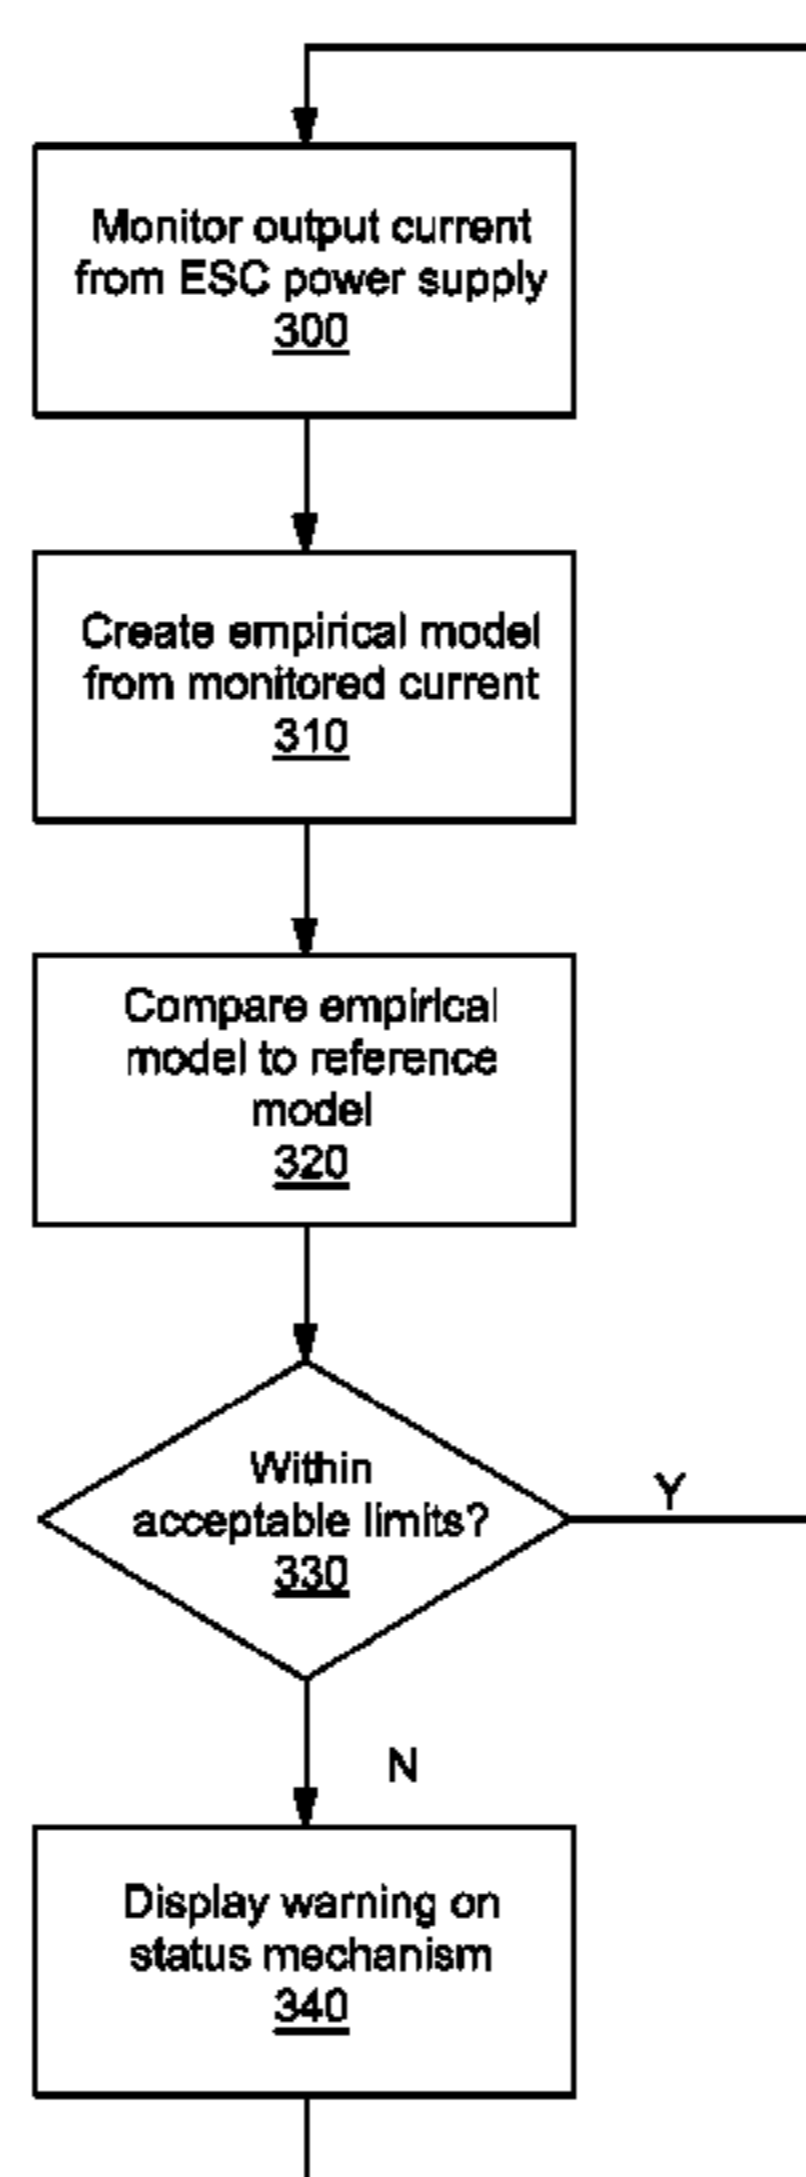 Monitor output current
from ESC power supply
300
Create empirical model
from monitored current
310
Compare empirical
model to reference
model
320
Within
acceptable limits?
330
Y
N
Display warning on
status mechanism
340